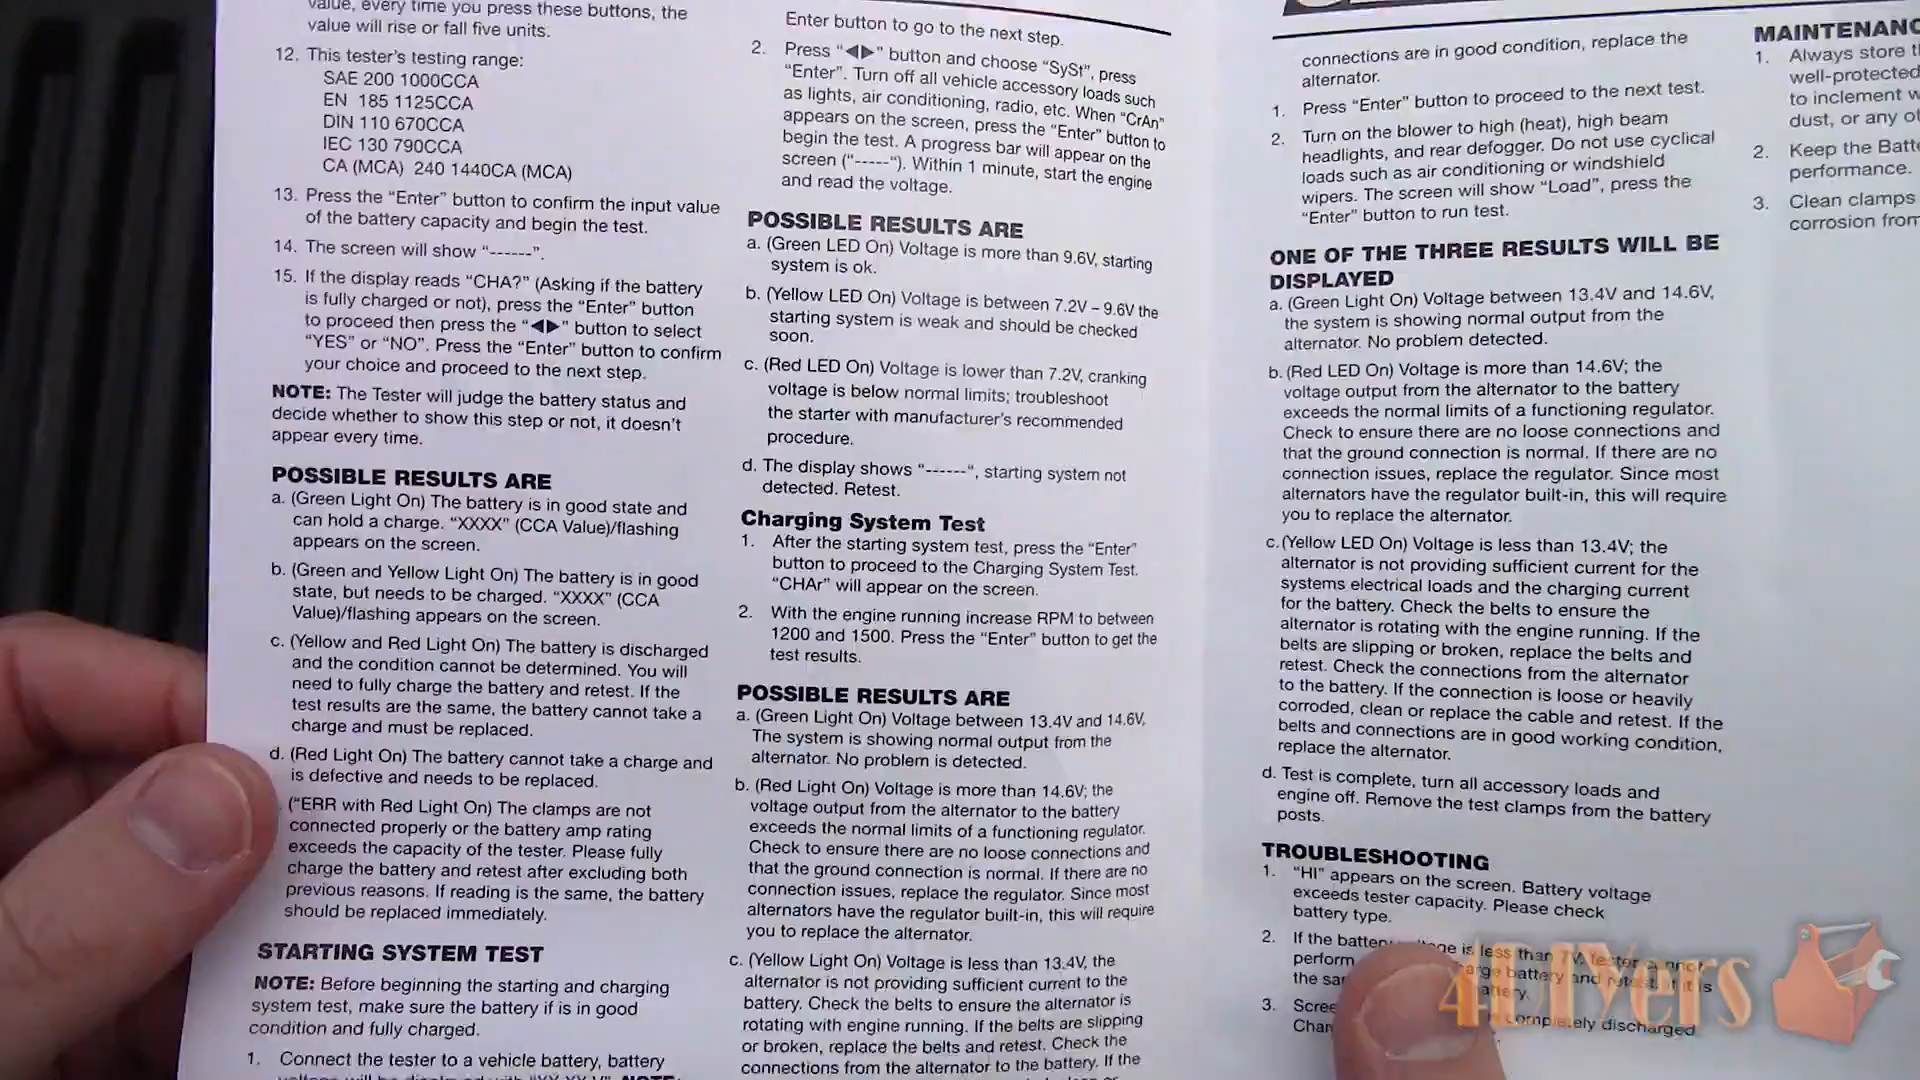 value, every time you press these buttons, the
value will rise or fall five units.
12. This tester's testing range:
SAE 200 1000CCA
EN 185 1125CCA
DIN 110 670CCA
IEC 130 790CCA
CA (MCA) 240 1440CA (MCA)
13. Press the "Enter" button to confirm the input value
of the battery capacity and begin the test.
14. The screen will show "------".
15. If the display reads "CHA?" (Asking if the battery
is fully charged or not), press the "Enter" button
to proceed then press the "◀▶" button to select
"YES" or "NO". Press the "Enter" button to confirm
your choice and proceed to the next step.
NOTE: The Tester will judge the battery status and
decide whether to show this step or not, it doesn't
appear every time.
POSSIBLE RESULTS ARE
a. (Green Light On) The battery is in good state and
can hold a charge. "XXXX" (CCA Value)/flashing
appears on the screen.
b. (Green and Yellow Light On) The battery is in good
state, but needs to be charged. "XXXX" (CCA
Value)/flashing appears on the screen.
c. (Yellow and Red Light On) The battery is discharged
and the condition cannot be determined. You will
need to fully charge the battery and retest. If the
test results are the same, the battery cannot take a
charge and must be replaced.
d. (Red Light On) The battery cannot take a charge and
is defective and needs to be replaced.
("ERR with Red Light On) The clamps are not
connected properly or the battery amp rating
exceeds the capacity of the tester. Please fully
charge the battery and retest after excluding both
previous reasons. If reading is the same, the battery
should be replaced immediately.
STARTING SYSTEM TEST
NOTE: Before beginning the starting and charging
system test, make sure the battery if is in good
condition and fully charged.
1. Connect the tester to a vehicle battery, battery
Enter button to go to the next step.
2. Press "◀▶" button and choose "SySt", press
"Enter". Turn off all vehicle accessory loads such
as lights, air conditioning, radio, etc. When "CrAn"
appears on the screen, press the "Enter" button to
begin the test. A progress bar will appear on the
screen ("-----"). Within 1 minute, start the engine
and read the voltage.
POSSIBLE RESULTS ARE
a. (Green LED On) Voltage is more than 9.6V, starting
system is ok.
b. (Yellow LED On) Voltage is between 7.2V – 9.6V the
starting system is weak and should be checked
soon.
c. (Red LED On) Voltage is lower than 7.2V, cranking
voltage is below normal limits; troubleshoot
the starter with manufacturer's recommended
procedure.
d. The display shows "------", starting system not
detected. Retest.
Charging System Test
1. After the starting system test, press the "Enter"
button to proceed to the Charging System Test.
"CHAr" will appear on the screen.
2. With the engine running increase RPM to between
1200 and 1500. Press the "Enter" button to get the
test results.
POSSIBLE RESULTS ARE
a. (Green Light On) Voltage between 13.4V and 14.6V,
The system is showing normal output from the
alternator. No problem is detected.
b. (Red Light On) Voltage is more than 14.6V; the
voltage output from the alternator to the battery
exceeds the normal limits of a functioning regulator.
Check to ensure there are no loose connections and
that the ground connection is normal. If there are no
connection issues, replace the regulator. Since most
alternators have the regulator built-in, this will require
you to replace the alternator.
c. (Yellow Light On) Voltage is less than 13.4V, the
alternator is not providing sufficient current to the
battery. Check the belts to ensure the alternator is
rotating with engine running. If the belts are slipping
or broken, replace the belts and retest. Check the
connections from the alternator to the battery. If the
connections are in good condition, replace the
alternator.
1. Press "Enter" button to proceed to the next test.
2. Turn on the blower to high (heat), high beam
headlights, and rear defogger. Do not use cyclical
loads such as air conditioning or windshield
wipers. The screen will show "Load", press the
"Enter" button to run test.
ONE OF THE THREE RESULTS WILL BE
DISPLAYED
a. (Green Light On) Voltage between 13.4V and 14.6V,
the system is showing normal output from the
alternator. No problem detected.
b. (Red LED On) Voltage is more than 14.6V; the
voltage output from the alternator to the battery
exceeds the normal limits of a functioning regulator.
Check to ensure there are no loose connections and
that the ground connection is normal. If there are no
connection issues, replace the regulator. Since most
alternators have the regulator built-in, this will require
you to replace the alternator.
c. (Yellow LED On) Voltage is less than 13.4V; the
alternator is not providing sufficient current for the
systems electrical loads and the charging current
for the battery. Check the belts to ensure the
alternator is rotating with the engine running. If the
belts are slipping or broken, replace the belts and
retest. Check the connections from the alternator
to the battery. If the connection is loose or heavily
corroded, clean or replace the cable and retest. If the
belts and connections are in good working condition,
replace the alternator.
d. Test is complete, turn all accessory loads and
engine off. Remove the test clamps from the battery
posts.
TROUBLESHOOTING
1. "HI" appears on the screen. Battery voltage
exceeds tester capacity. Please check
battery type.
2. If the is less than 7V, tester cannot
perform battery and
the
3.
completely discharged
MAINTENANC
1. Always store
well-protected
to inclement
dust, or any
2. Keep the
performance.
3. Clean clamps
corrosion from
4DIYers